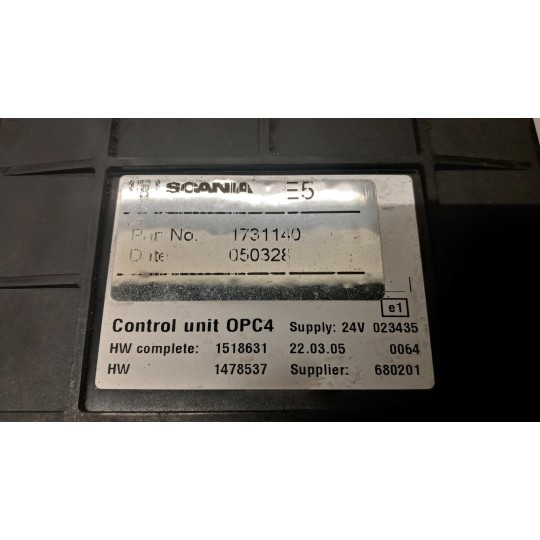 SCANIA E5
Part No. 1731140
Date 050328
e1
Control unit OPC4 Supply: 24V 023435
HW complete: 1518631 22.03.05 0064
HW 1478537 Supplier: 680201